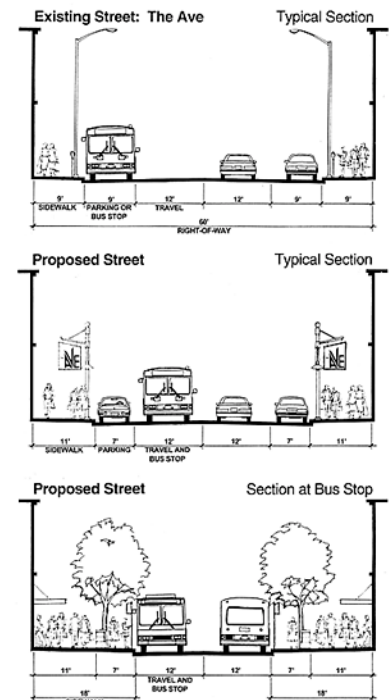 Existing Street: The Ave Typical Section
9' 9' 12' 12' 9' 9'
SIDEWALK PARKING OR TRAVEL
BUS STOP
60'
RIGHT-OF-WAY
Proposed Street Typical Section
AVE AVE
11' 7' 12' 12' 7' 11'
SIDEWALK PARKING TRAVEL AND
BUS STOP
Proposed Street Section at Bus Stop
11' 7' 12' 12' 7' 11'
18' TRAVEL AND 18'
BUS STOP